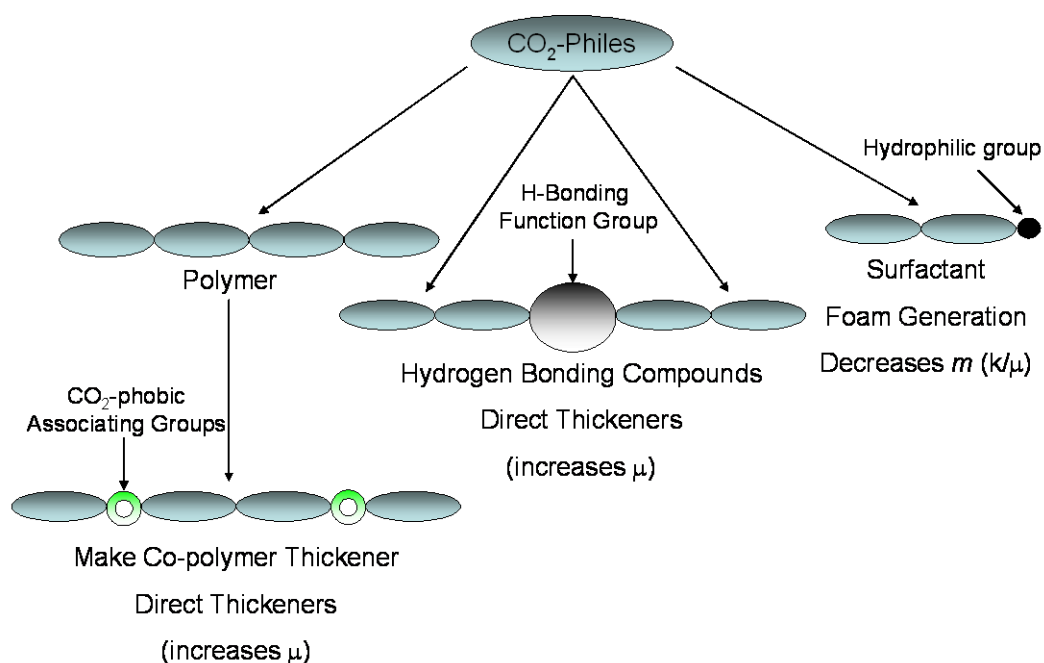 CO₂-Philes
Hydrophilic group
H-Bonding
Function Group
Polymer
Surfactant
Foam Generation
Decreases m (k/μ)
Hydrogen Bonding Compounds
Direct Thickeners
(increases μ)
CO₂-phobic
Associating Groups
Make Co-polymer Thickener
Direct Thickeners
(increases μ)